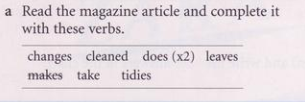 a Read the magazine article and complete it
with these verbs.
changes cleaned does (x2) leaves
makes take tidies